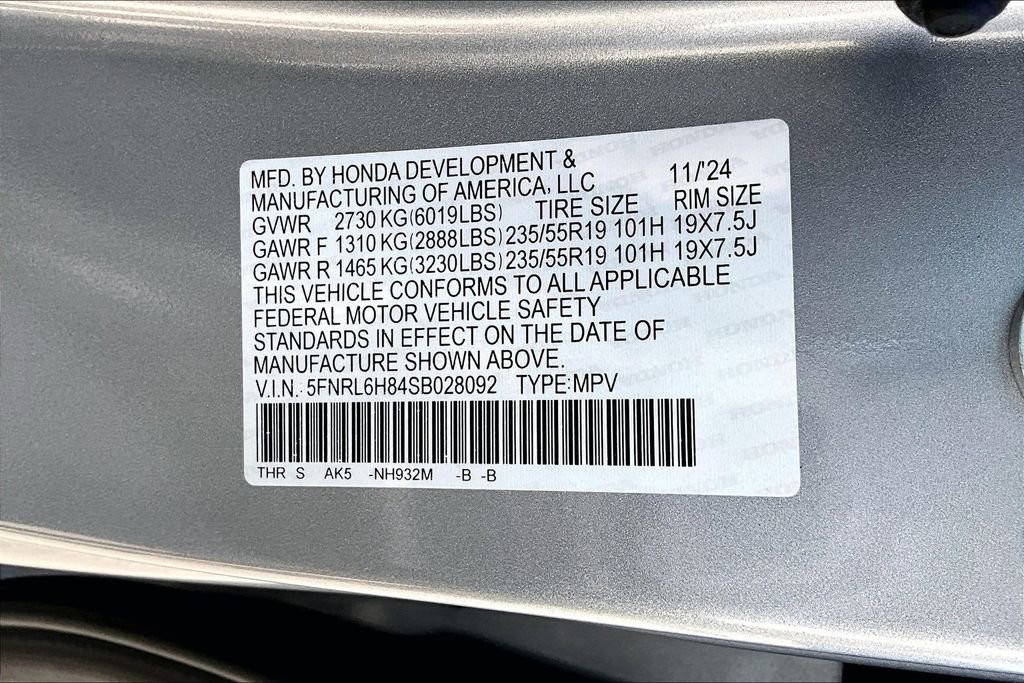 MFD. BY HONDA DEVELOPMENT &
MANUFACTURING OF AMERICA, LLC 11/'24
GVWR 2730 KG(6019LBS) TIRE SIZE RIM SIZE
GAWR F 1310 KG(2888LBS) 235/55R19 101H 19X7.5J
GAWR R 1465 KG(3230LBS) 235/55R19 101H 19X7.5J
THIS VEHICLE CONFORMS TO ALL APPLICABLE
FEDERAL MOTOR VEHICLE SAFETY
STANDARDS IN EFFECT ON THE DATE OF
MANUFACTURE SHOWN ABOVE.
V.I.N.: 5FNRL6H84SB028092 TYPE:MPV
THR S AK5 -NH932M -B -B